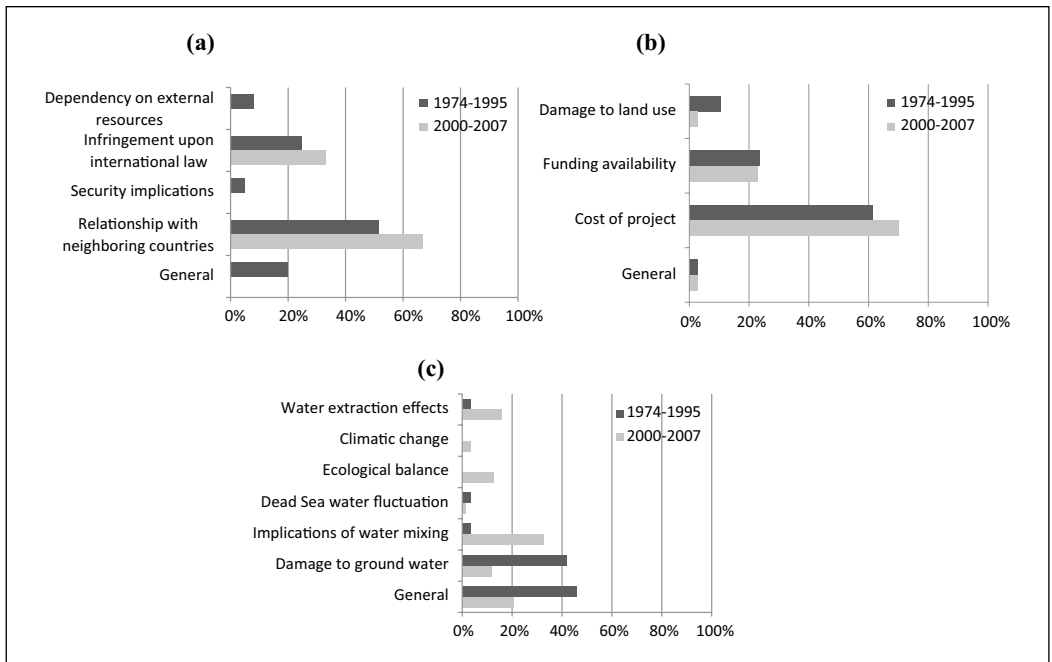 (a)
Dependency on external
resources
Infringement upon
international law
Security implications
Relationship with
neighboring countries
General
1974-1995
2000-2007
0% 20% 40% 60% 80% 100%
(b)
Damage to land use
Funding availability
Cost of project
General
1974-1995
2000-2007
0% 20% 40% 60% 80% 100%
(c)
Water extraction effects
Climatic change
Ecological balance
Dead Sea water fluctuation
Implications of water mixing
Damage to ground water
General
1974-1995
2000-2007
0% 20% 40% 60% 80% 100%